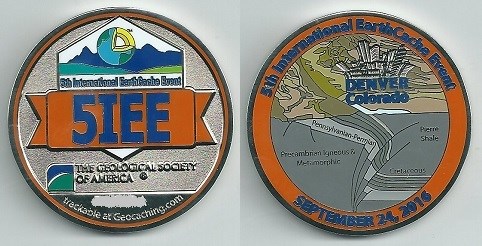 5th International EarthCache Event
™
5IEE
THE GEOLOGICAL SOCIETY
OF AMERICA ®
trackable at Geocaching.com
5th International EarthCache Event
DENVER
Colorado
Pennsylvanian-Permian
Pierre
Shale
Precambrian Igneous &
Metamorphic
Cretaceous
SEPTEMBER 24, 2016